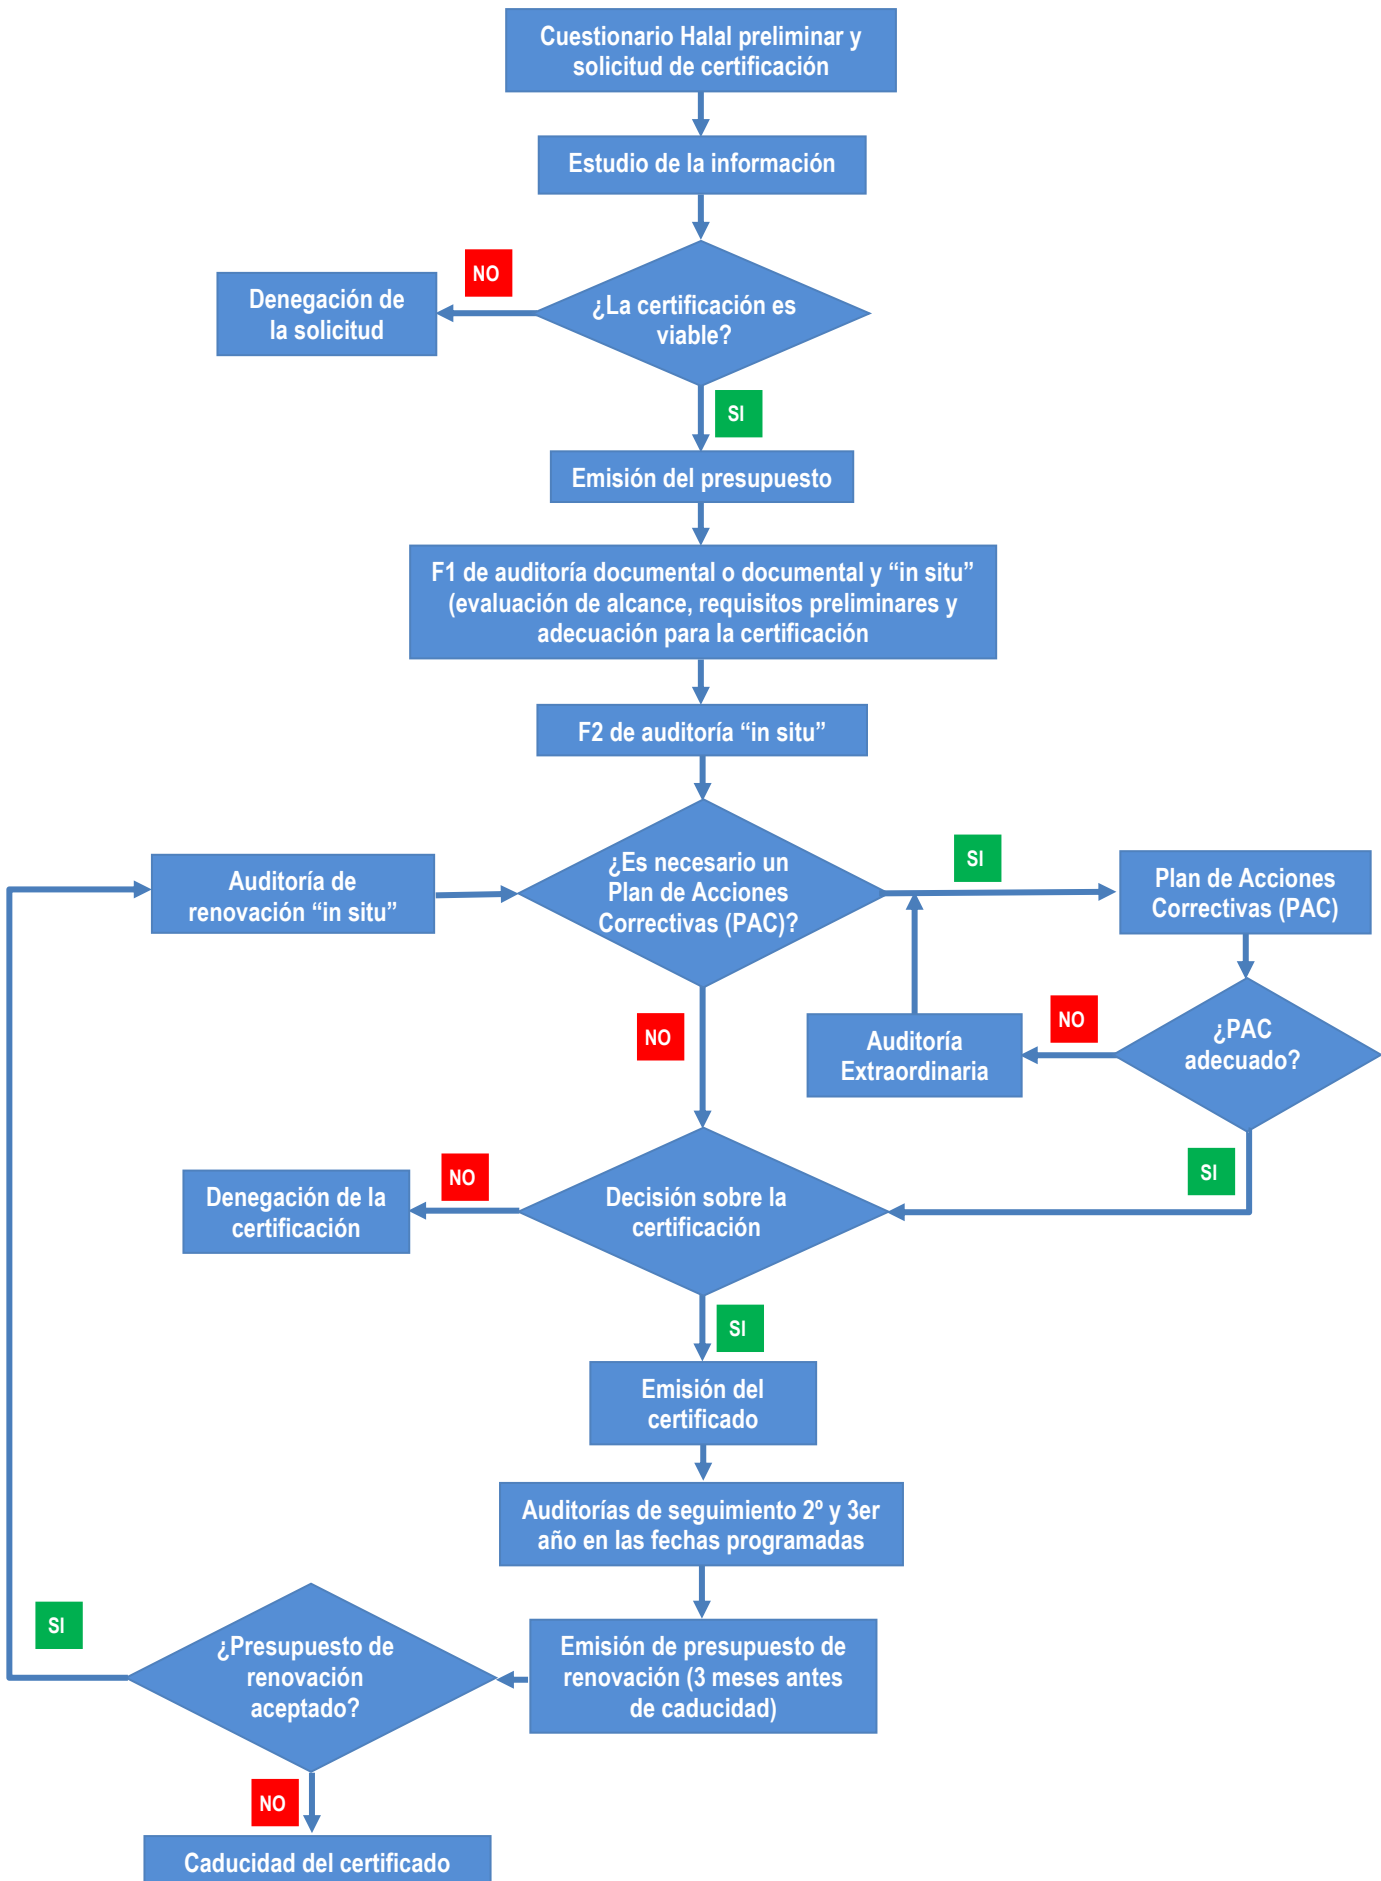 Cuestionario Halal preliminar y
solicitud de certificación
Estudio de la información
NO
Denegación de
la solicitud
¿La certificación es
viable?
SI
Emisión del presupuesto
F1 de auditoría documental o documental y “in situ”
(evaluación de alcance, requisitos preliminares y
adecuación para la certificación
F2 de auditoría “in situ”
Auditoría de
renovación “in situ”
¿Es necesario un
Plan de Acciones
Correctivas (PAC)?
SI
Plan de Acciones
Correctivas (PAC)
NO
Auditoría
Extraordinaria
NO
¿PAC
adecuado?
SI
NO
Denegación de la
certificación
Decisión sobre la
certificación
SI
Emisión del
certificado
Auditorías de seguimiento 2º y 3er
año en las fechas programadas
SI
¿Presupuesto de
renovación
aceptado?
Emisión de presupuesto de
renovación (3 meses antes
de caducidad)
NO
Caducidad del certificado